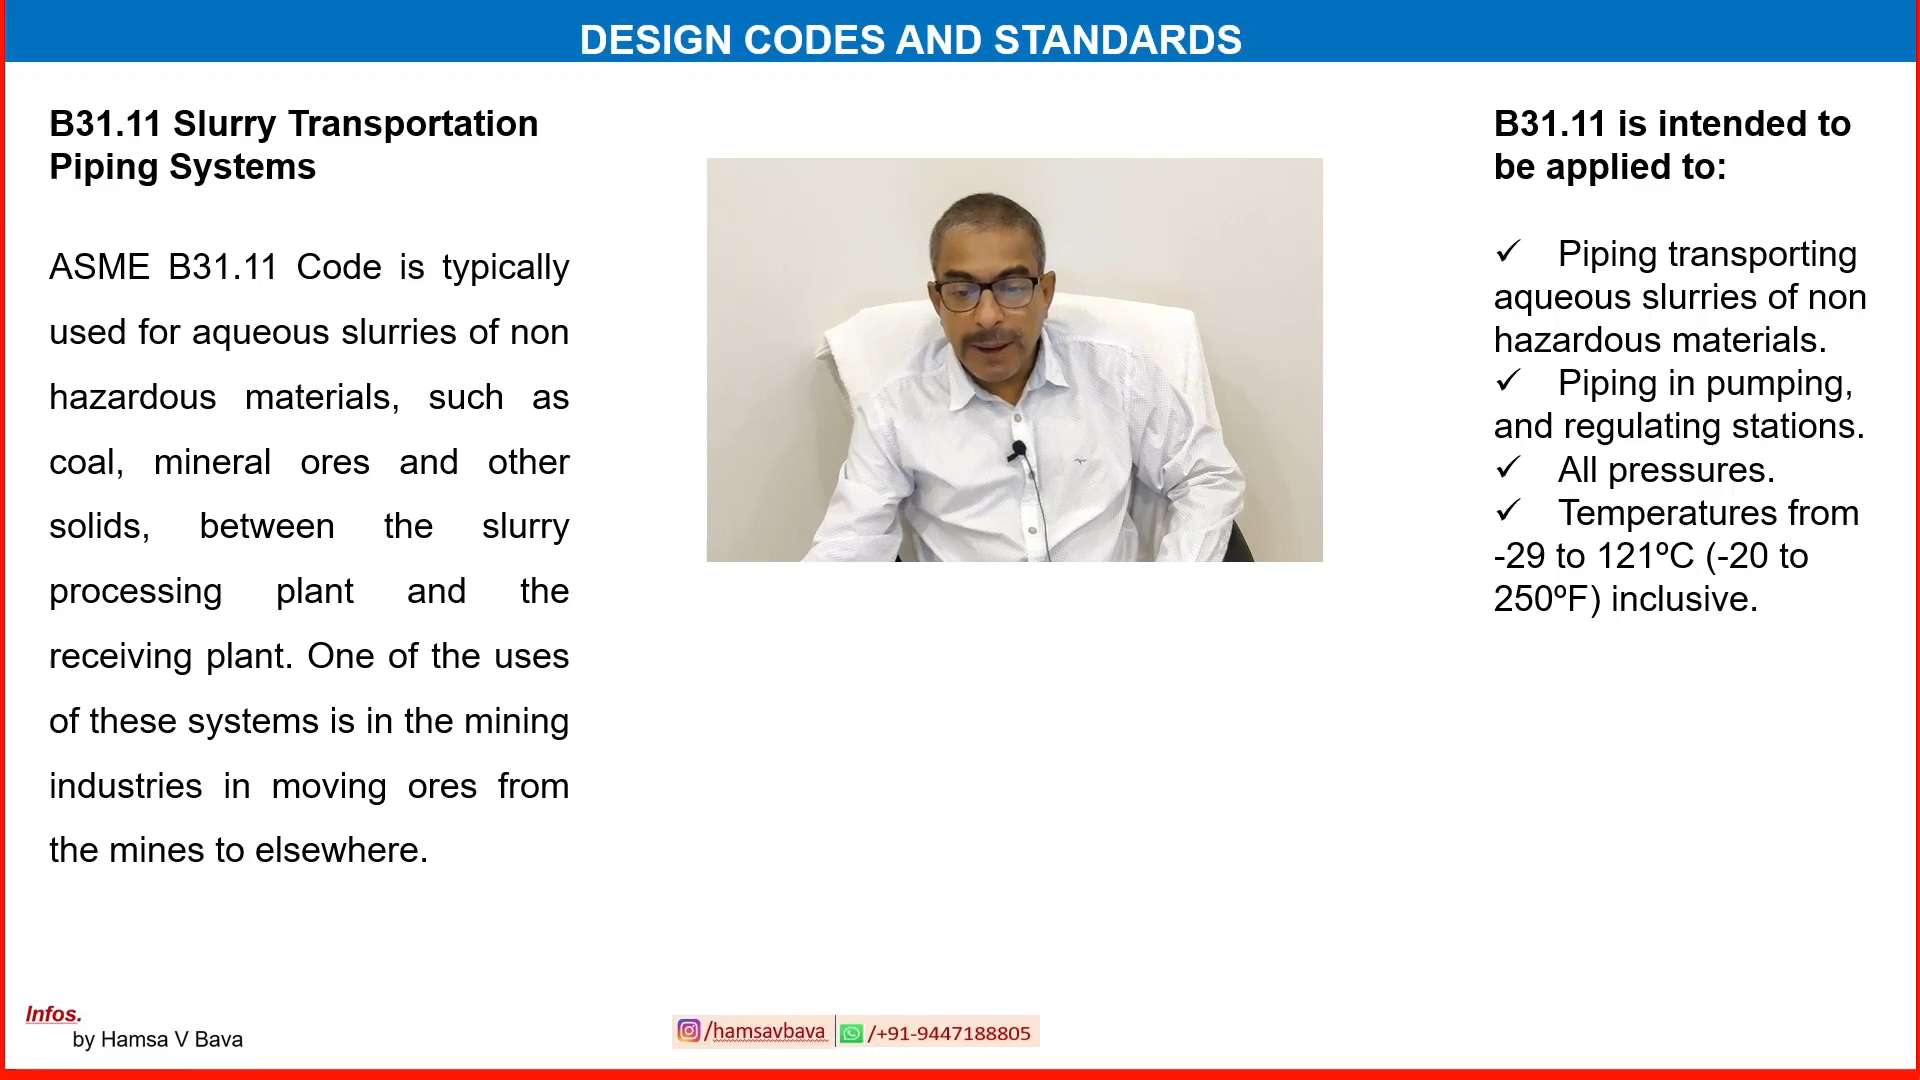 DESIGN CODES AND STANDARDS
B31.11 Slurry Transportation
Piping Systems
ASME B31.11 Code is typically
used for aqueous slurries of non
hazardous materials, such as
coal, mineral ores and other
solids, between the slurry
processing plant and the
receiving plant. One of the uses
of these systems is in the mining
industries in moving ores from
the mines to elsewhere.
B31.11 is intended to
be applied to:
✓ Piping transporting
aqueous slurries of non
hazardous materials.
✓ Piping in pumping,
and regulating stations.
✓ All pressures.
✓ Temperatures from
-29 to 121ºC (-20 to
250ºF) inclusive.
Infos.
by Hamsa V Bava
/hamsavbava /+91-9447188805